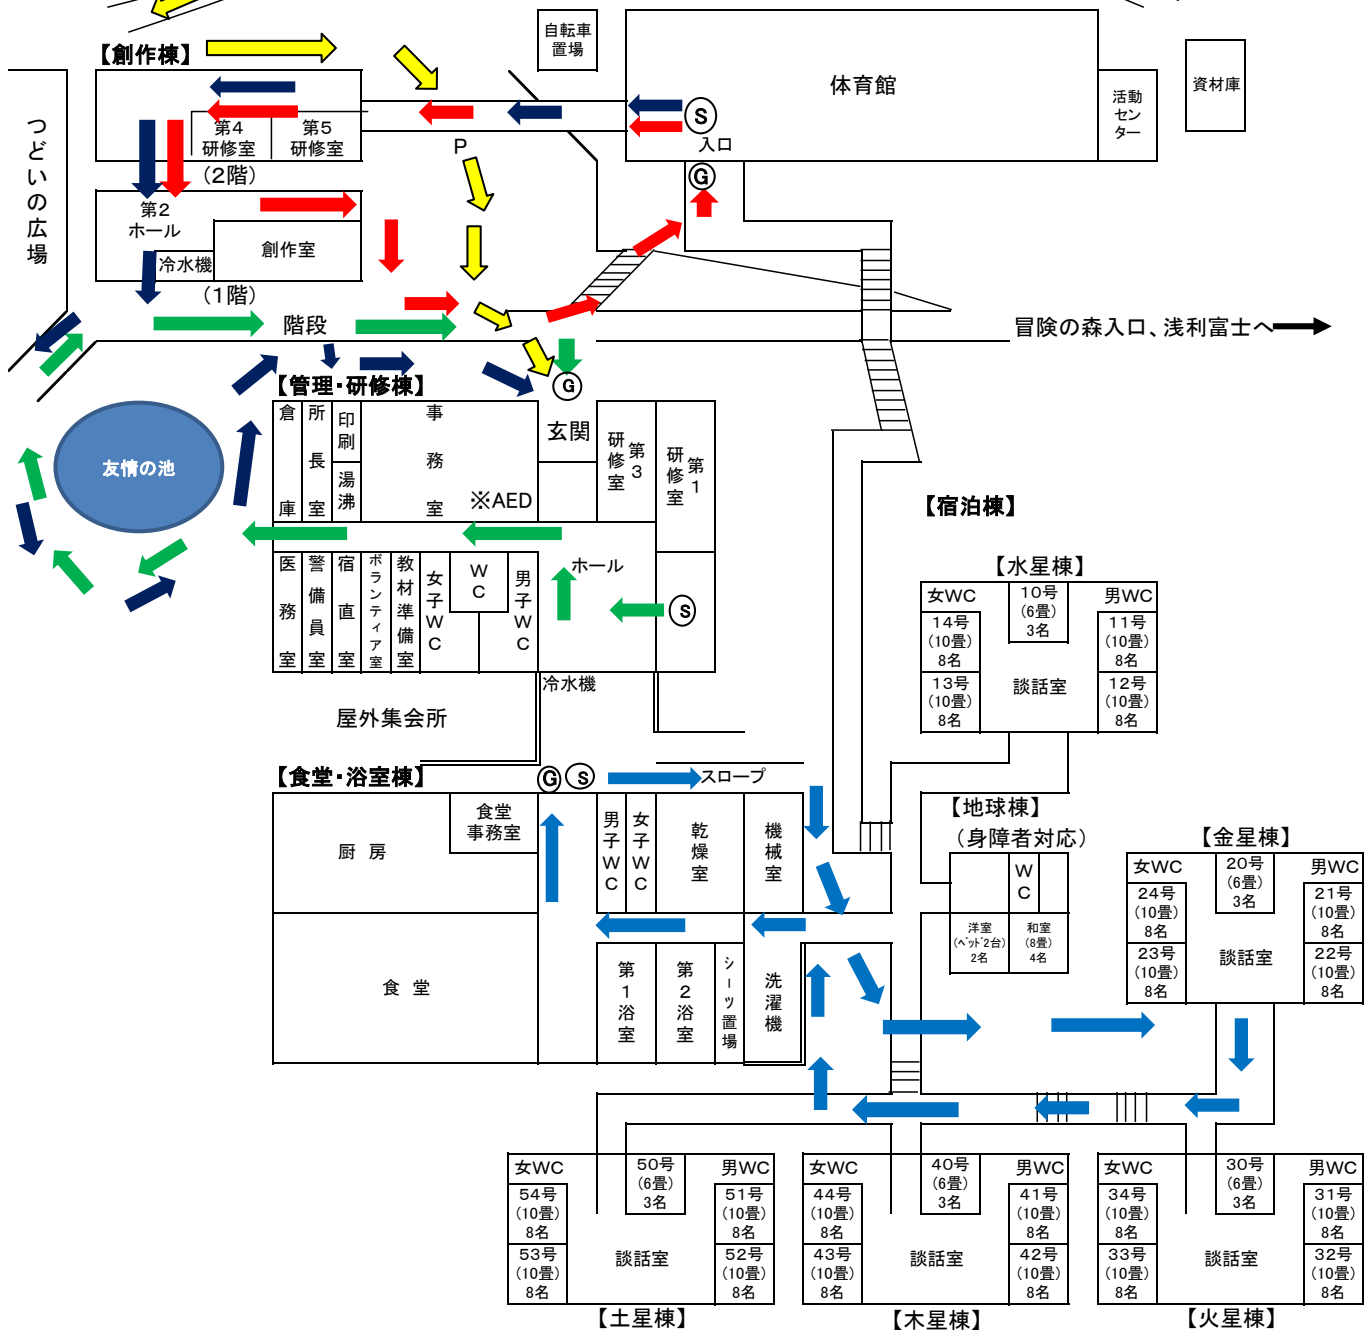 自転車
置場
体育館
活動
セン
ター
資材庫
【創作棟】
つどいの広場
第4
研修室
第5
研修室
(2階)
S
入口
G
P
第2
ホール
冷水機
創作室
(1階)
階段
冒険の森入口、浅利富士へ
【管理・研修棟】
G
友情の池
倉庫
所長室
印刷
湯沸
事務室
※AED
玄関
第3
研修室
第1
研修室
医務室
警備員室
宿直室
ボランティア室
教材準備室
女子WC
WC
男子WC
ホール
S
冷水機
屋外集会所
【宿泊棟】
【水星棟】
女WC
10号
(6畳)
3名
男WC
14号
(10畳)
8名
11号
(10畳)
8名
13号
(10畳)
8名
談話室
12号
(10畳)
8名
【食堂・浴室棟】
G
S
スロープ
厨房
食堂
事務室
男子WC
女子WC
乾燥室
機械室
食堂
第1浴室
第2浴室
シーツ置場
洗濯機
【地球棟】
(身障者対応)
WC
洋室
(ベッド2台)
2名
和室
(8畳)
4名
【金星棟】
女WC
20号
(6畳)
3名
男WC
24号
(10畳)
8名
21号
(10畳)
8名
23号
(10畳)
8名
談話室
22号
(10畳)
8名
女WC
50号
(6畳)
3名
男WC
54号
(10畳)
8名
51号
(10畳)
8名
53号
(10畳)
8名
談話室
52号
(10畳)
8名
【土星棟】
女WC
40号
(6畳)
3名
男WC
44号
(10畳)
8名
41号
(10畳)
8名
43号
(10畳)
8名
談話室
42号
(10畳)
8名
【木星棟】
女WC
30号
(6畳)
3名
男WC
34号
(10畳)
8名
31号
(10畳)
8名
33号
(10畳)
8名
談話室
32号
(10畳)
8名
【火星棟】